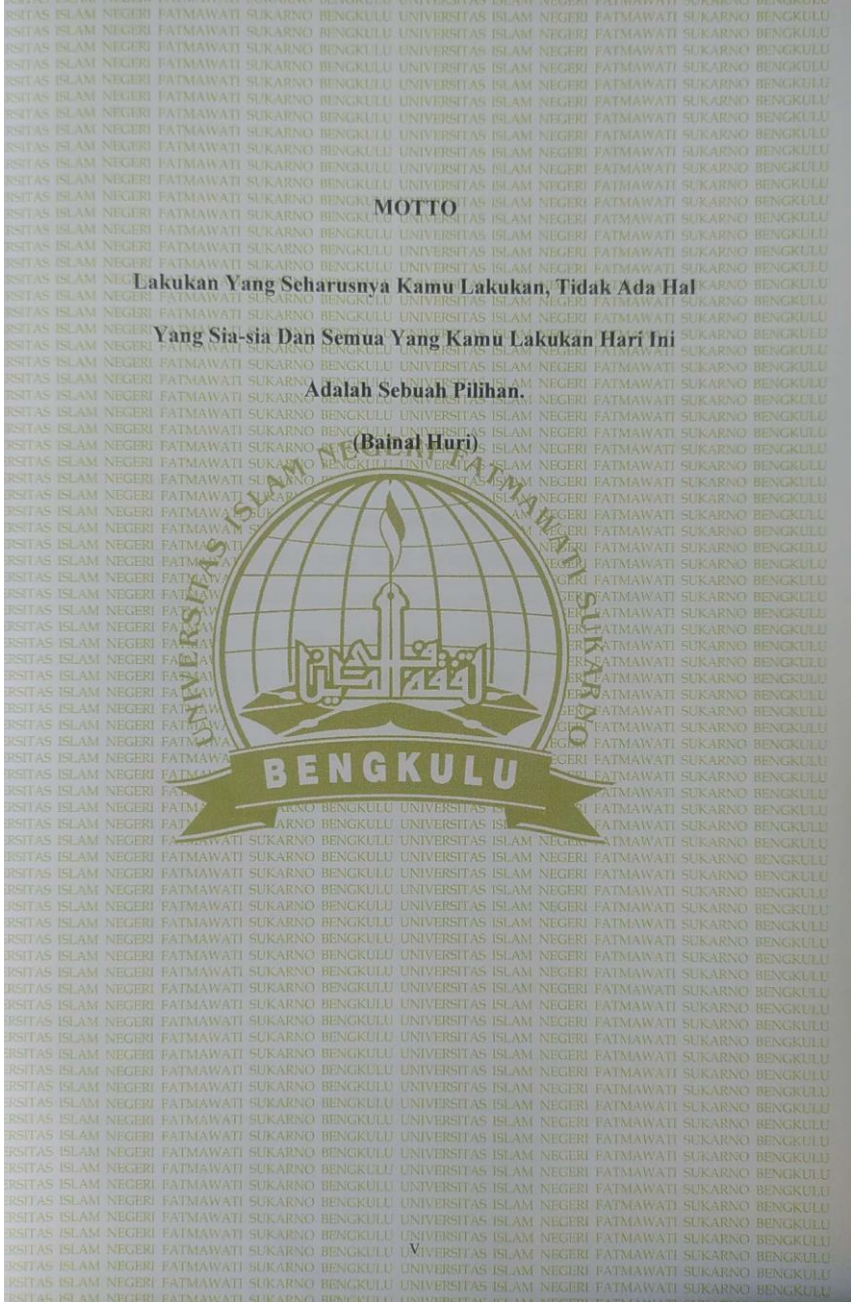 MOTTO
Lakukan Yang Seharusnya Kamu Lakukan, Tidak Ada Hal
Yang Sia-sia Dan Semua Yang Kamu Lakukan Hari Ini
Adalah Sebuah Pilihan.
(Bainal Huri)
UNIVERSITAS ISLAM NEGERI FATMAWATI SUKARNO
BENGKULU
V